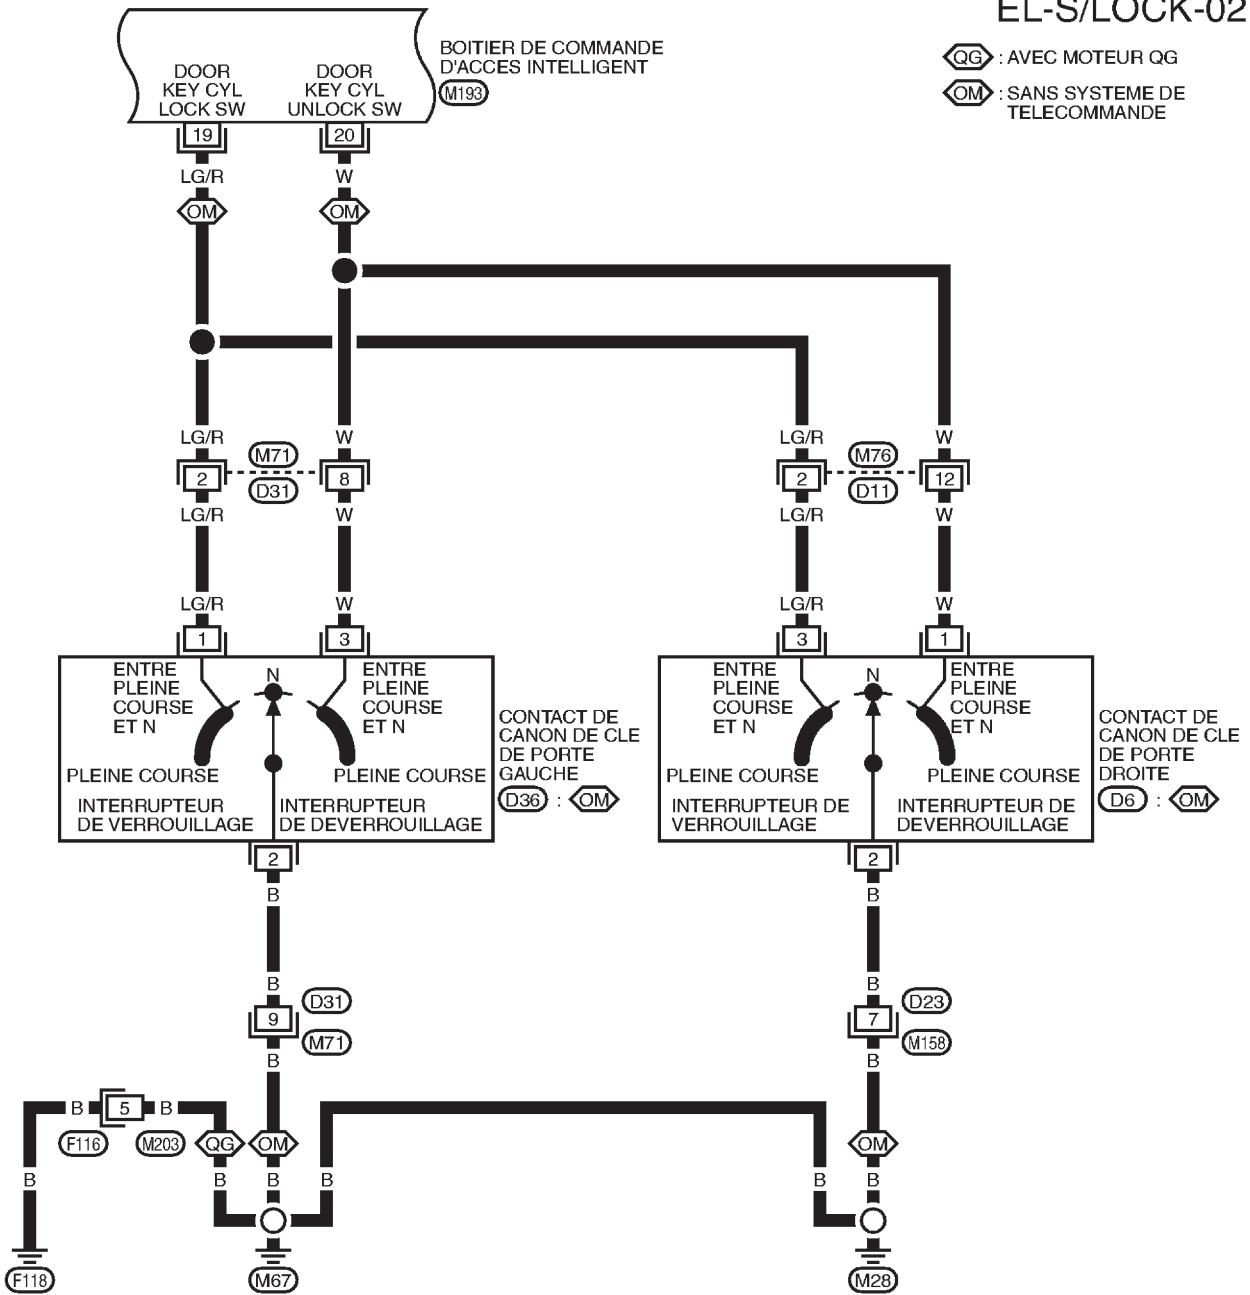 EL-S/LOCK-02
QG : AVEC MOTEUR QG
OM : SANS SYSTEME DE
TELECOMMANDE
BOITIER DE COMMANDE
D'ACCES INTELLIGENT
M193
DOOR
KEY CYL
LOCK SW
DOOR
KEY CYL
UNLOCK SW
19
20
LG/R
W
OM
OM
LG/R
W
LG/R
W
M71
M76
2
8
2
12
D31
D11
LG/R
W
LG/R
W
LG/R
W
LG/R
W
1
3
3
1
ENTRE
PLEINE
COURSE
ET N
N
ENTRE
PLEINE
COURSE
ET N
PLEINE COURSE
PLEINE COURSE
INTERRUPTEUR
DE VERROUILLAGE
INTERRUPTEUR
DE DEVERROUILLAGE
CONTACT DE
CANON DE CLE
DE PORTE
GAUCHE
D36 : OM
ENTRE
PLEINE
COURSE
ET N
N
ENTRE
PLEINE
COURSE
ET N
PLEINE COURSE
PLEINE COURSE
INTERRUPTEUR DE
VERROUILLAGE
INTERRUPTEUR DE
DEVERROUILLAGE
CONTACT DE
CANON DE CLE
DE PORTE
DROITE
D6 : OM
2
2
B
B
B
B
D31
D23
9
7
M71
M158
B
B
B
5
B
F116
M203
QG
OM
OM
B
B
B
B
B
B
F118
M67
M28